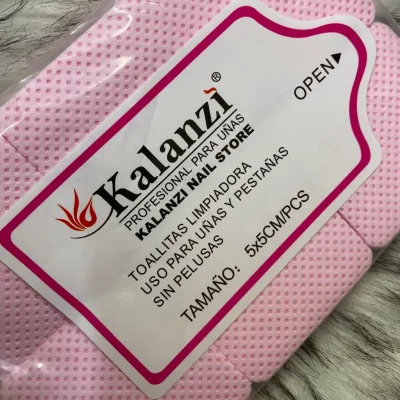 Kalanzi®
PROFESIONAL PARA UÑAS
KALANZI NAIL STORE
TOALLITAS LIMPIADORA
USO PARA UÑAS Y PESTAÑAS
SIN PELUSAS
TAMAÑO: 5x5CM/PCS
OPEN▶